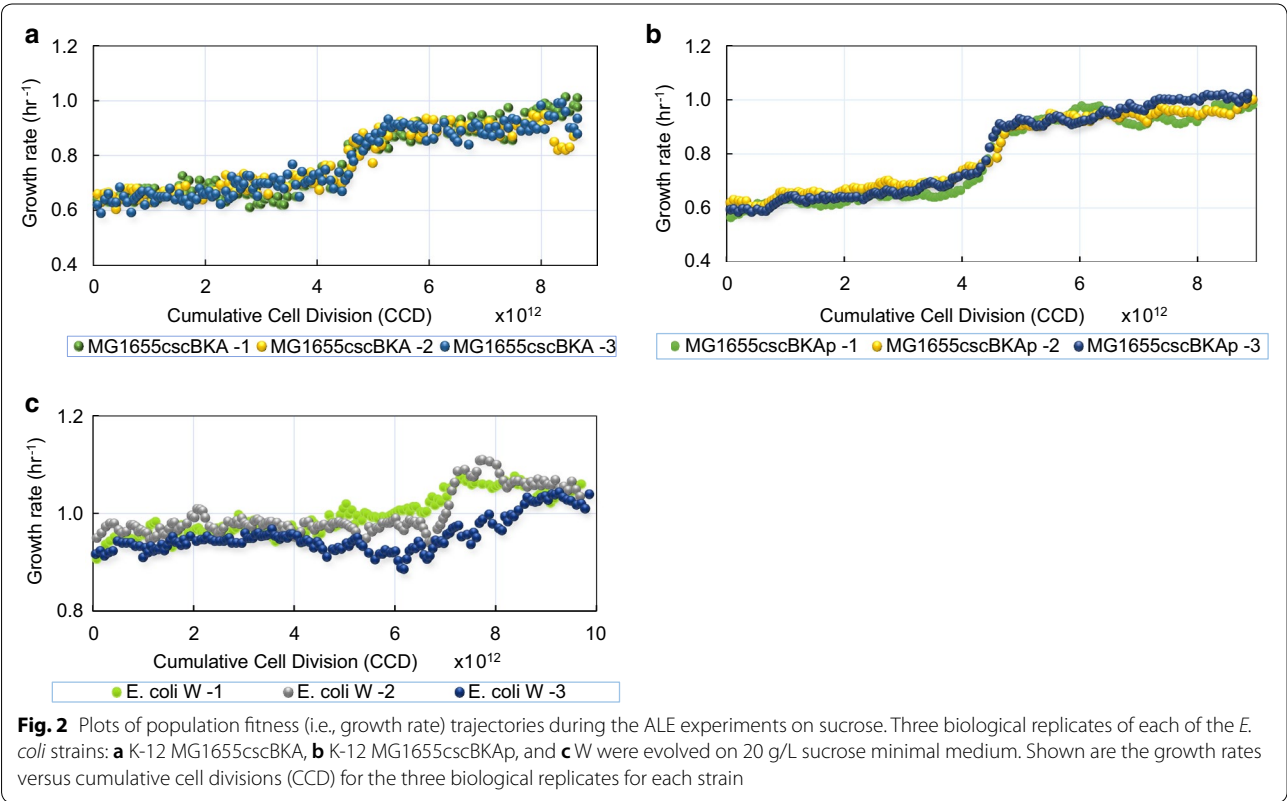 a
1.2
1.0
0.8
0.6
0.4
Growth rate (hr-1)
0 2 4 6 8
Cumulative Cell Division (CCD) x10^12
MG1655cscBKA -1 MG1655cscBKA -2 MG1655cscBKA -3
b
1.2
1.0
0.8
0.6
0.4
Growth rate (hr-1)
0 2 4 6 8
Cumulative Cell Division (CCD) x10^12
MG1655cscBKAp -1 MG1655cscBKAp -2 MG1655cscBKAp -3
c
1.2
1.0
0.8
Growth rate (hr-1)
0 2 4 6 8 10
Cumulative Cell Division (CCD) x10^12
E. coli W -1 E. coli W -2 E. coli W -3
Fig. 2 Plots of population fitness (i.e., growth rate) trajectories during the ALE experiments on sucrose. Three biological replicates of each of the E.
coli strains: a K-12 MG1655cscBKA, b K-12 MG1655cscBKAp, and c W were evolved on 20 g/L sucrose minimal medium. Shown are the growth rates
versus cumulative cell divisions (CCD) for the three biological replicates for each strain